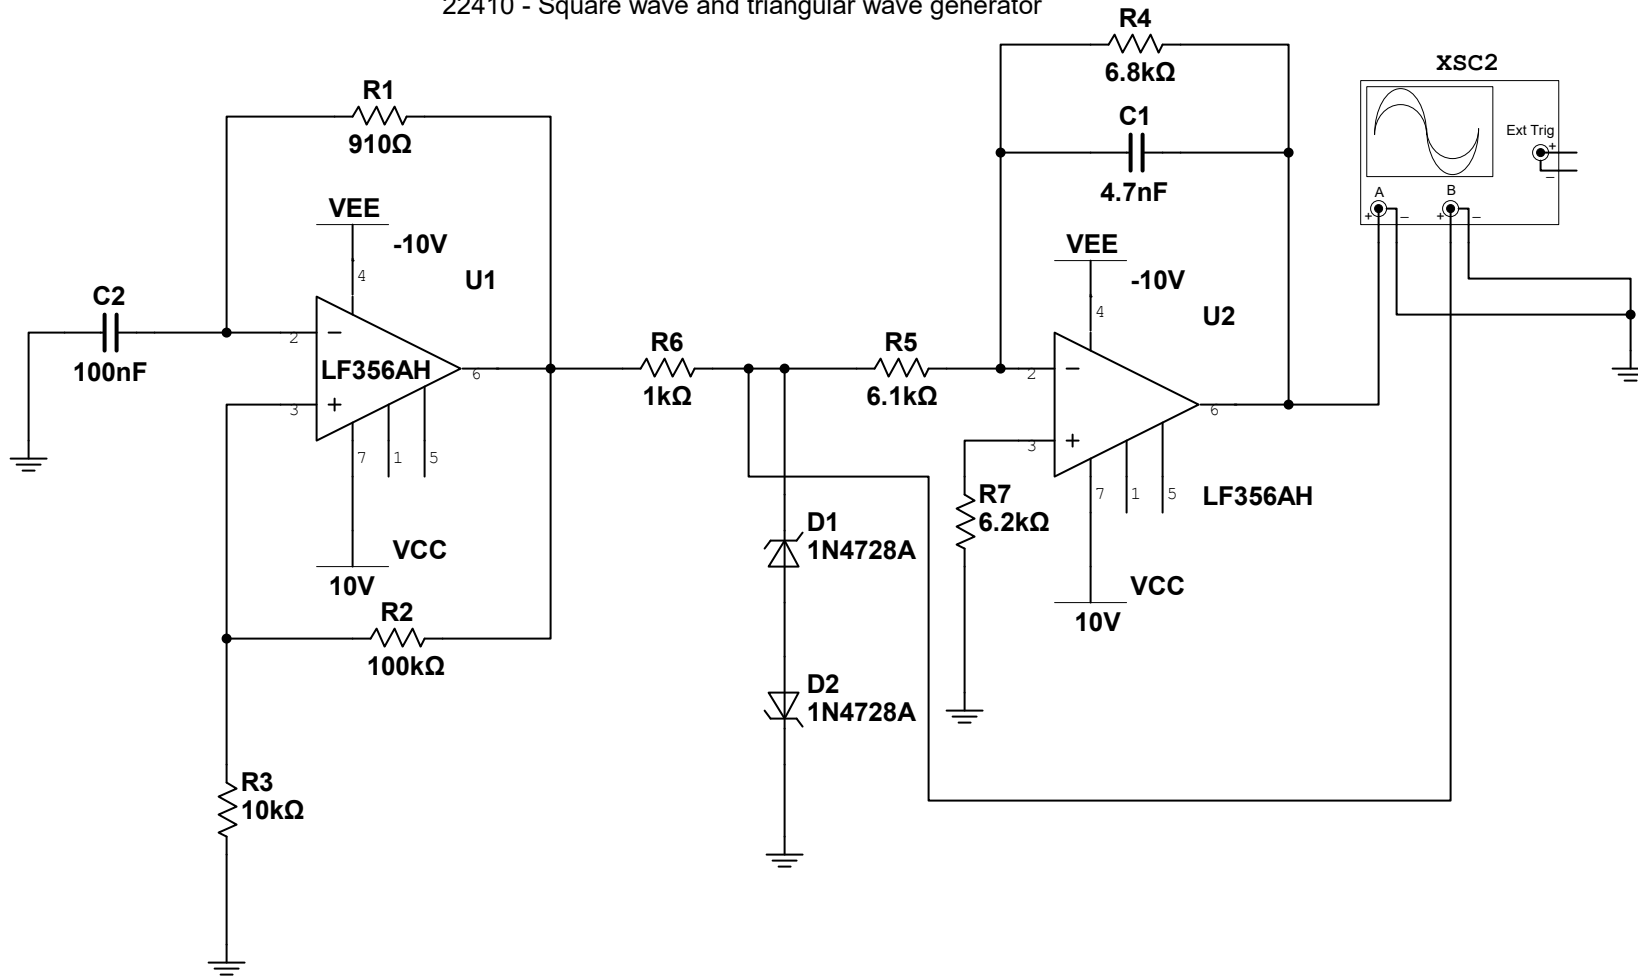 22410 - Square wave and triangular wave generator
R4
6.8kΩ
XSC2
R1
910Ω
C1
4.7nF
Ext Trig
+
_
A
B
+
_
+
_
VEE
-10V
4
U1
VEE
-10V
4
U2
C2
100nF
2
−
LF356AH
6
3
+
7
1
5
R6
1kΩ
R5
6.1kΩ
2
−
6
3
+
7
1
5
LF356AH
R7
6.2kΩ
VCC
10V
D1
1N4728A
VCC
10V
R2
100kΩ
D2
1N4728A
R3
10kΩ